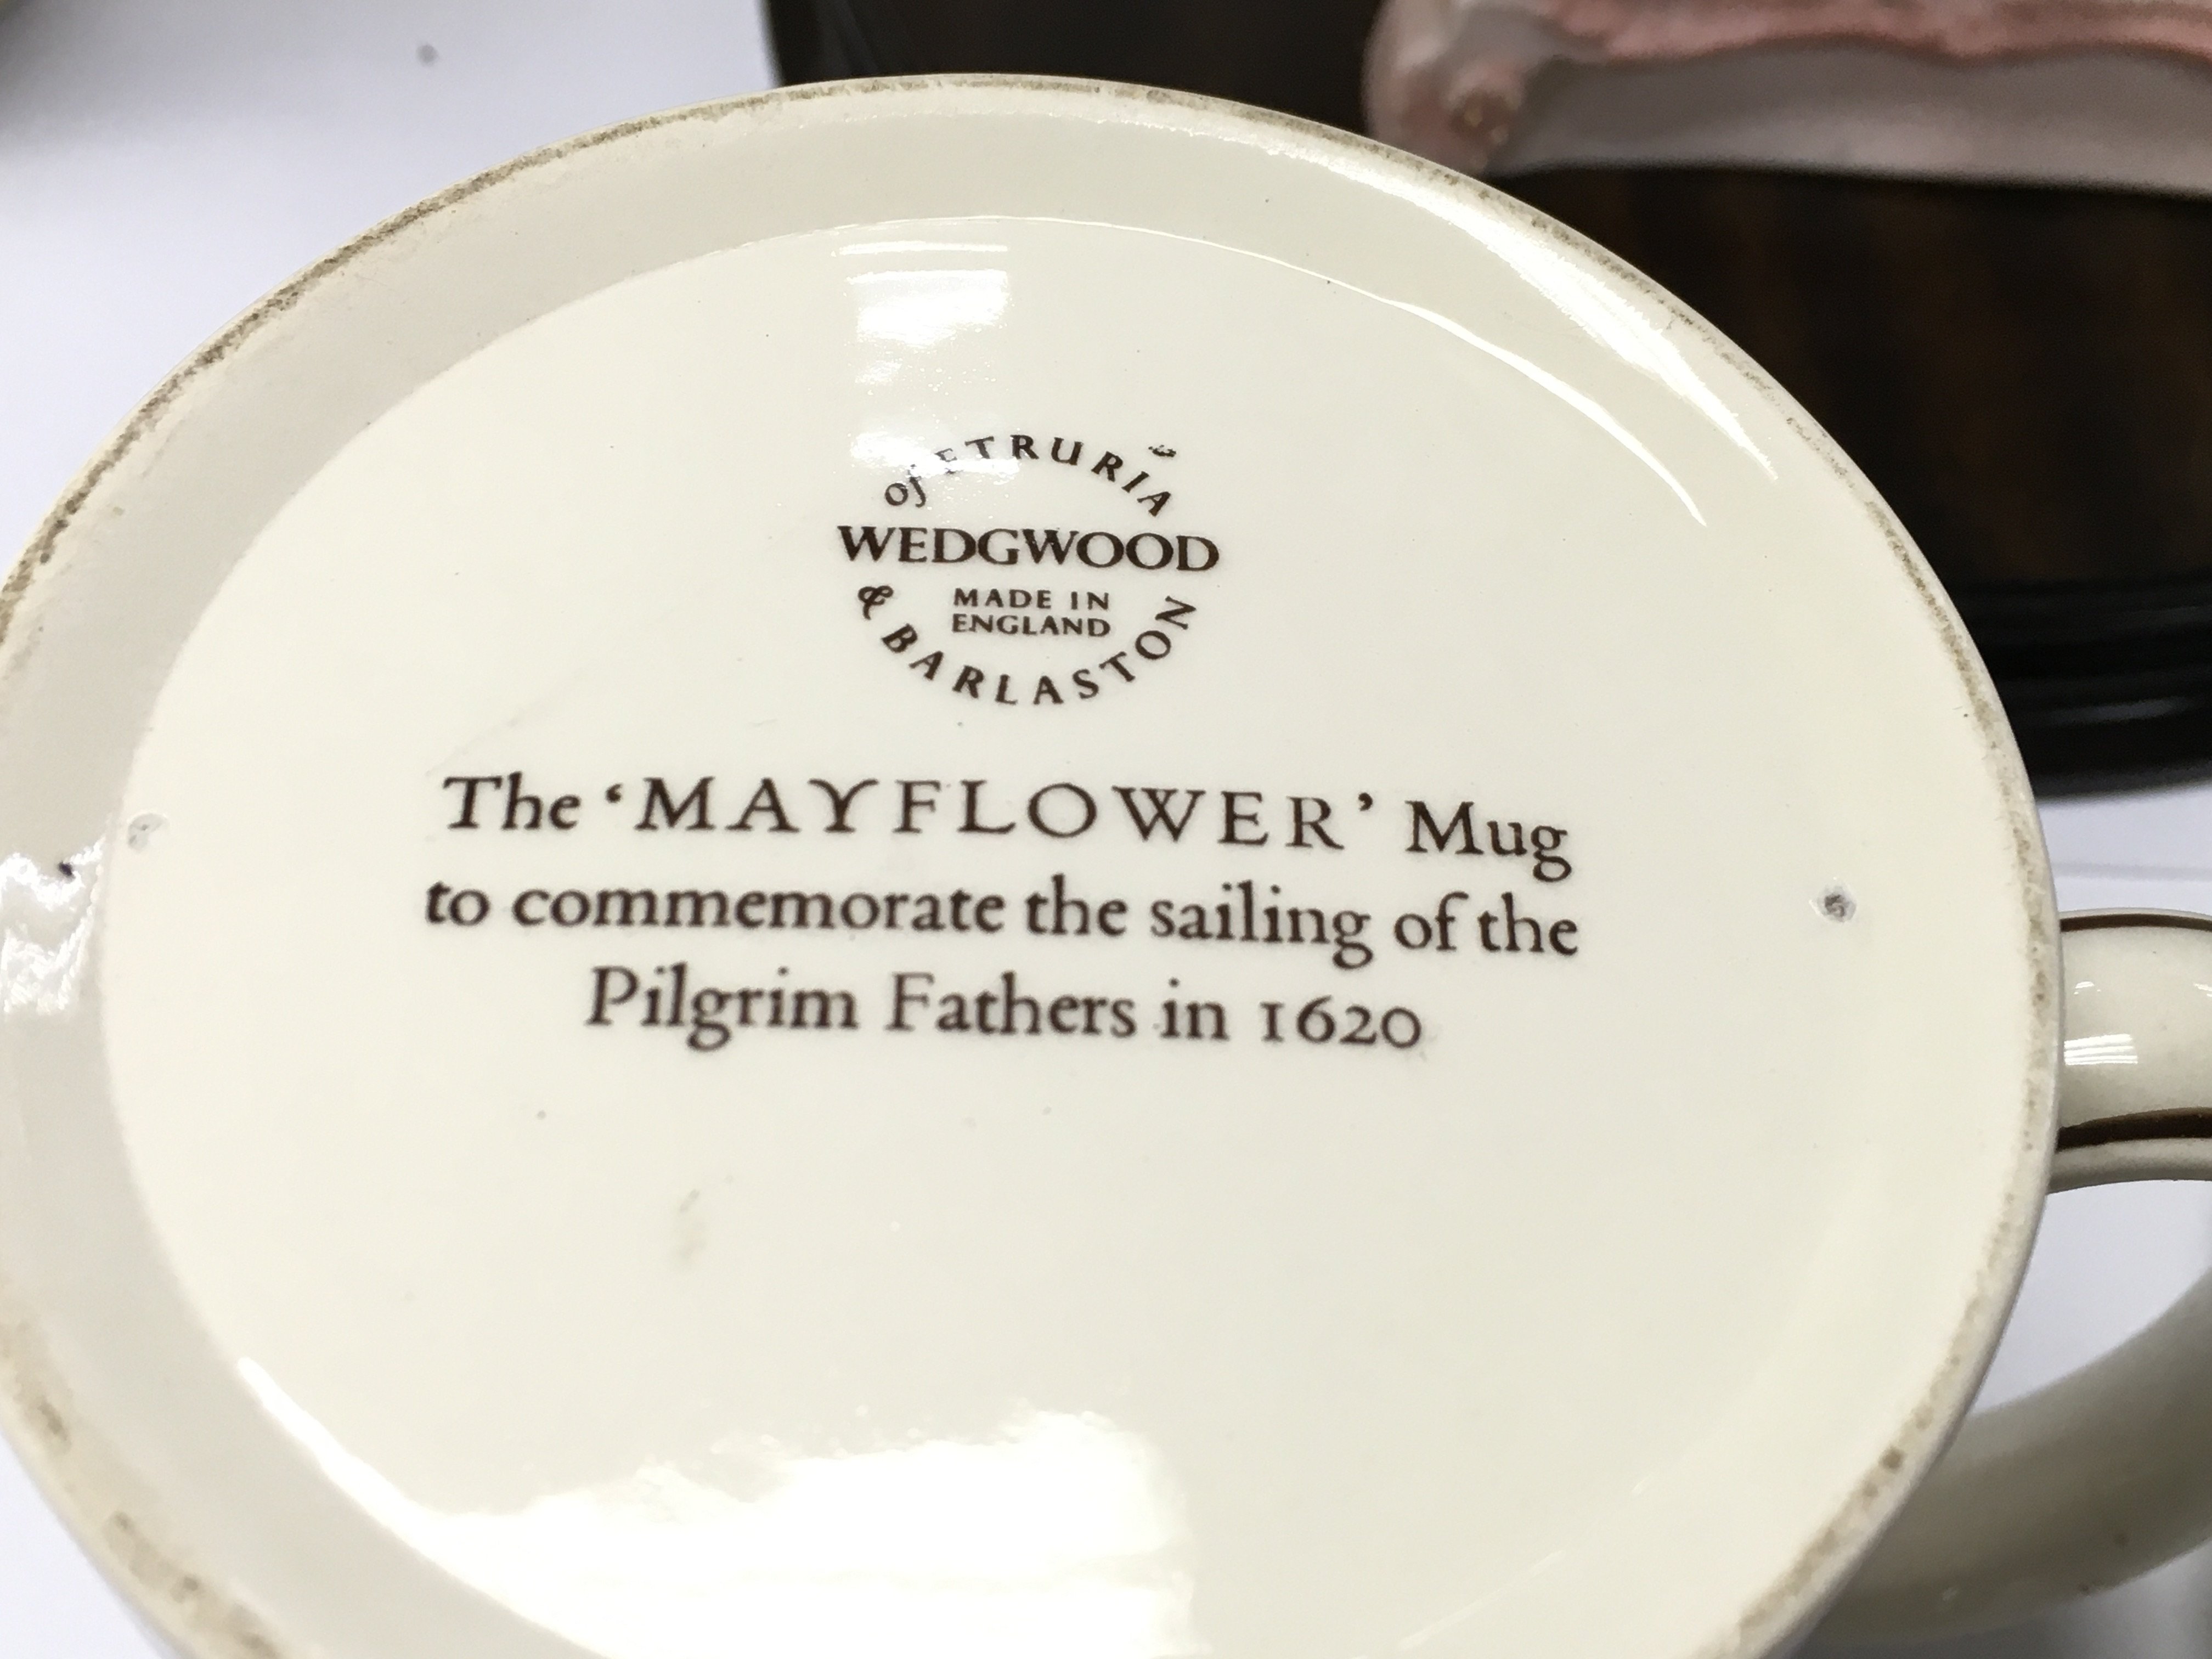 of ETRURIA
WEDGWOOD
MADE IN
ENGLAND
& BARLASTON
The ‘MAYFLOWER’ Mug
to commemorate the sailing of the
Pilgrim Fathers in 1620